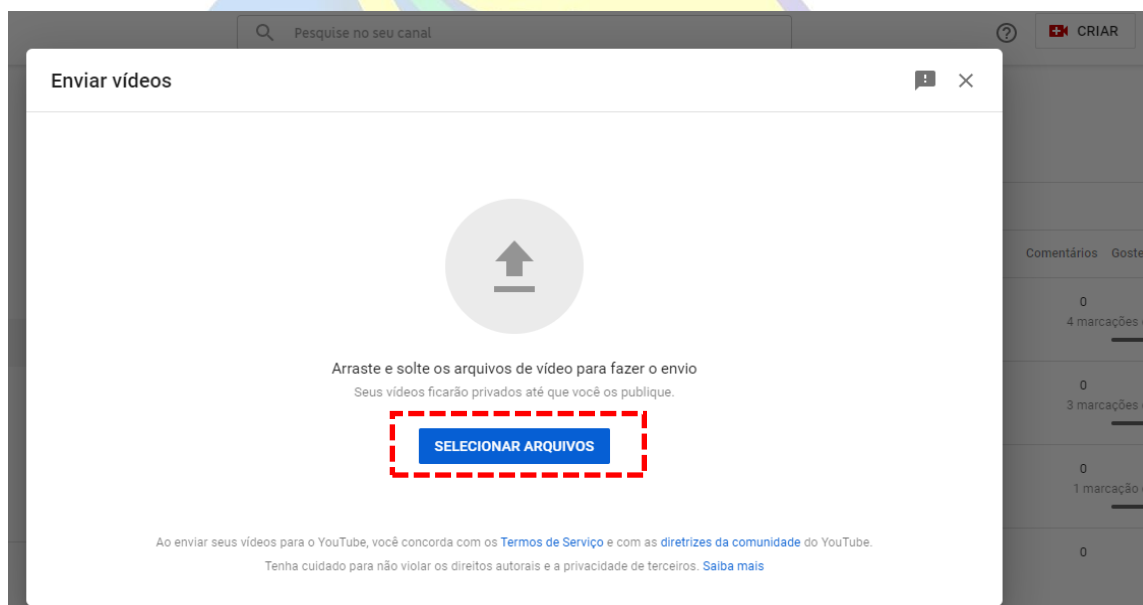 Pesquise no seu canal
CRIAR
Enviar vídeos
Comentários
Arraste e solte os arquivos de vídeo para fazer o envio
Seus vídeos ficarão privados até que você os publique.
SELECIONAR ARQUIVOS
0
4 marcações
0
3 marcações
0
1 marcação
0
Ao enviar seus vídeos para o YouTube, você concorda com os Termos de Serviço e com as diretrizes da comunidade do YouTube.
Tenha cuidado para não violar os direitos autorais e a privacidade de terceiros. Saiba mais